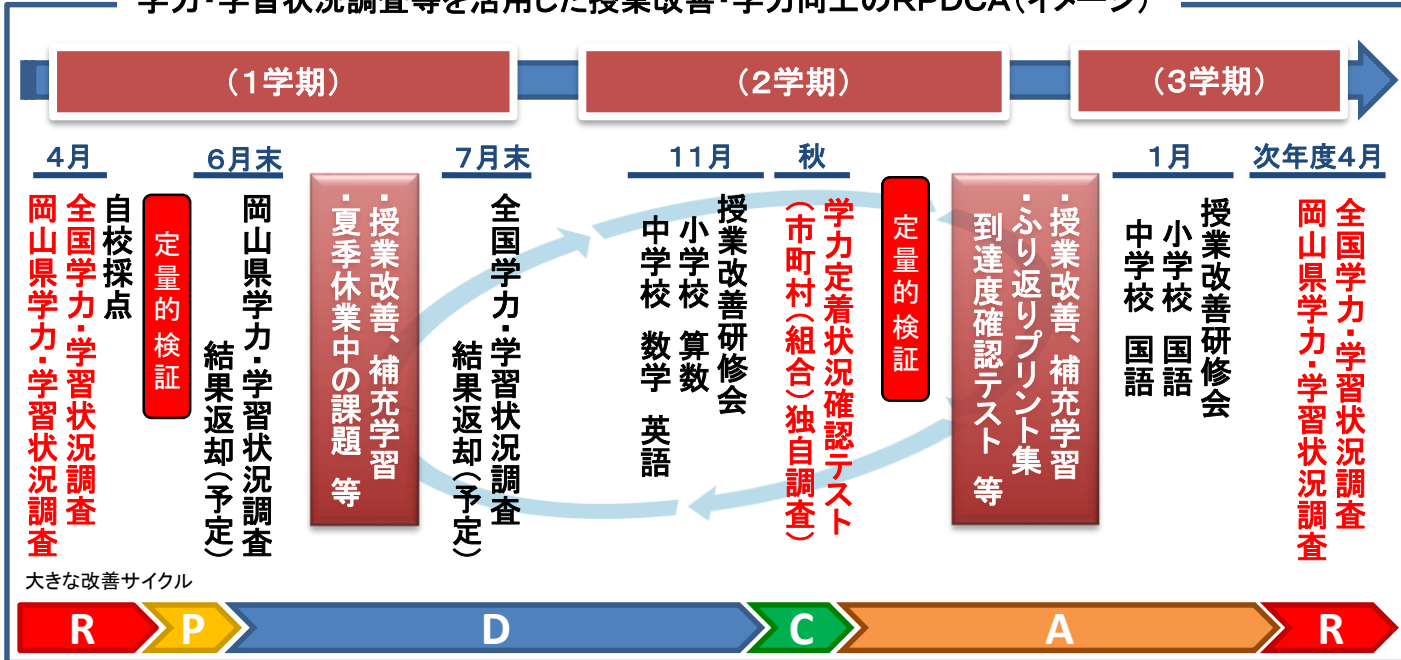 学力・学習状況調査等を活用した授業改善・学力向上のRPDCA(イメージ)
(1学期)
(2学期)
(3学期)
4月
全国学力・学習状況調査
岡山県学力・学習状況調査
自校採点
定量的検証
6月末
岡山県学力・学習状況調査
結果返却(予定)
・授業改善、補充学習
・夏季休業中の課題 等
7月末
全国学力・学習状況調査
結果返却(予定)
11月
授業改善研修会
小学校 算数
中学校 数学 英語
秋
学力定着状況確認テスト
(市町村(組合)独自調査)
定量的検証
・授業改善、補充学習
・ふり返りプリント集
到達度確認テスト 等
1月
授業改善研修会
小学校 国語
中学校 国語
次年度4月
全国学力・学習状況調査
岡山県学力・学習状況調査
大きな改善サイクル
R
P
D
C
A
R